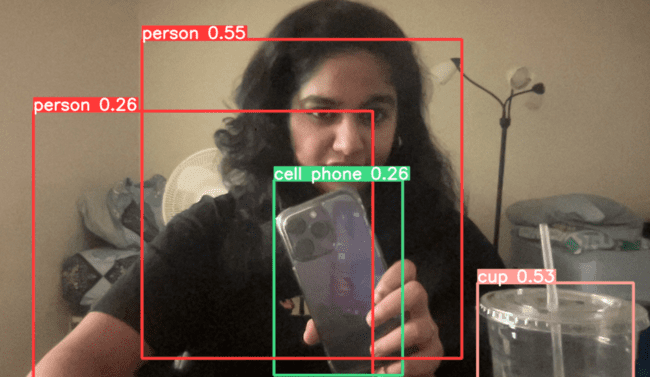 person 0.55
person 0.26
cell phone 0.26
cup 0.53